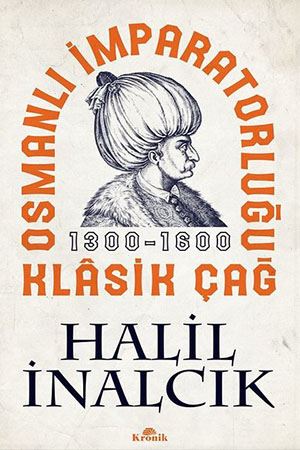 OSMANLI İMPARATORLUĞU
1300-1600
KLÂSİK ÇAĞ
HALİL
İNALCIK
Kronik